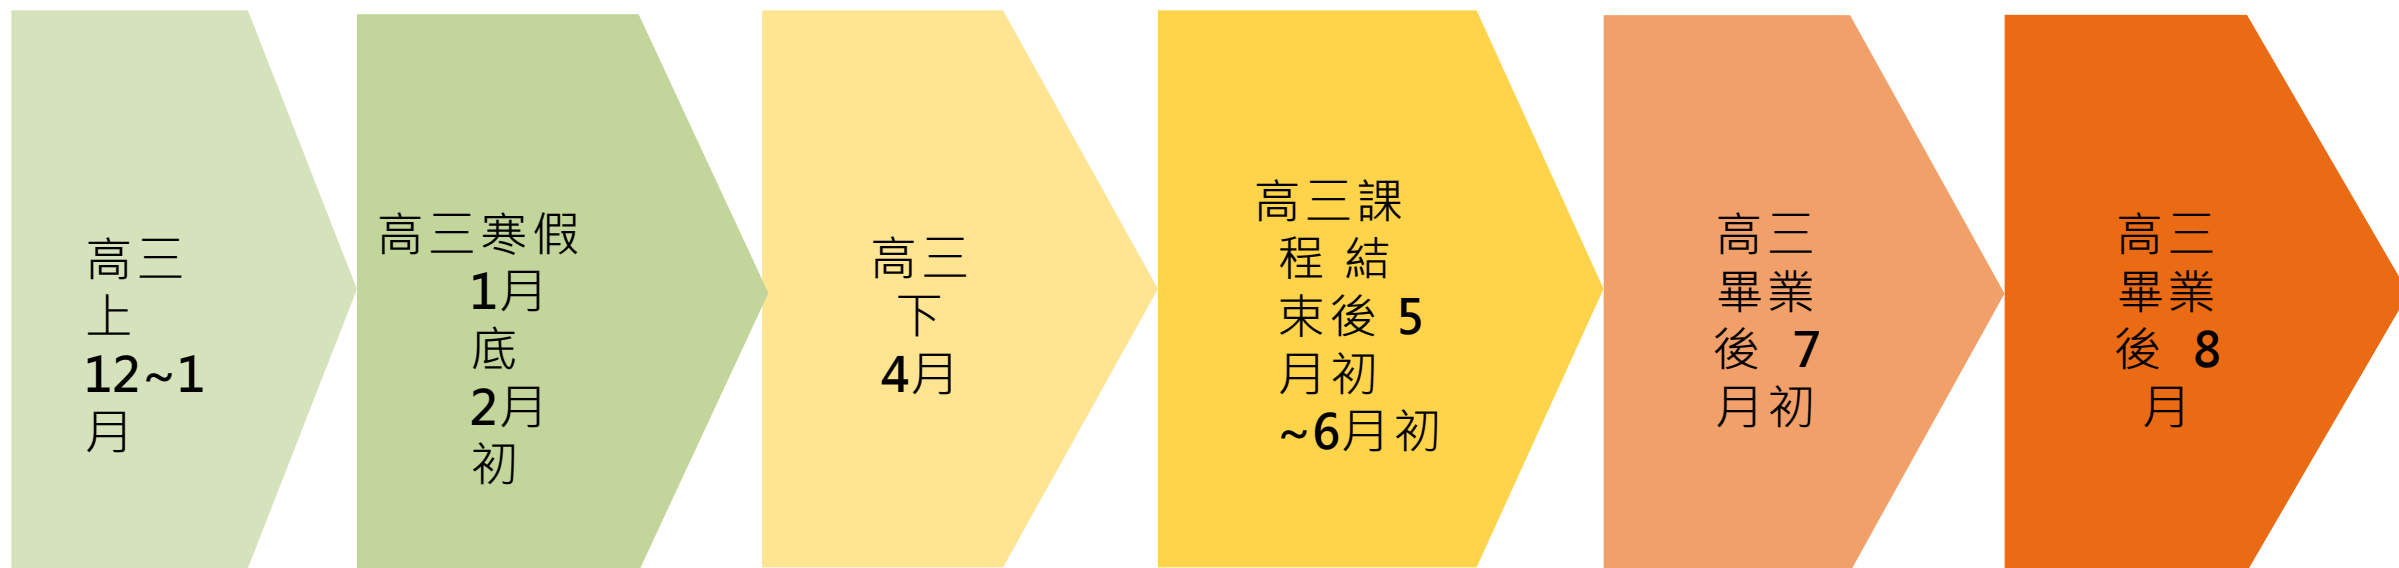 高三
上
12~1
月
高三寒假
1月
底
2月
初
高三
下
4月
高三課
程 結
束後 5
月初
~6月初
高三
畢業
後 7
月初
高三
畢業
後 8
月